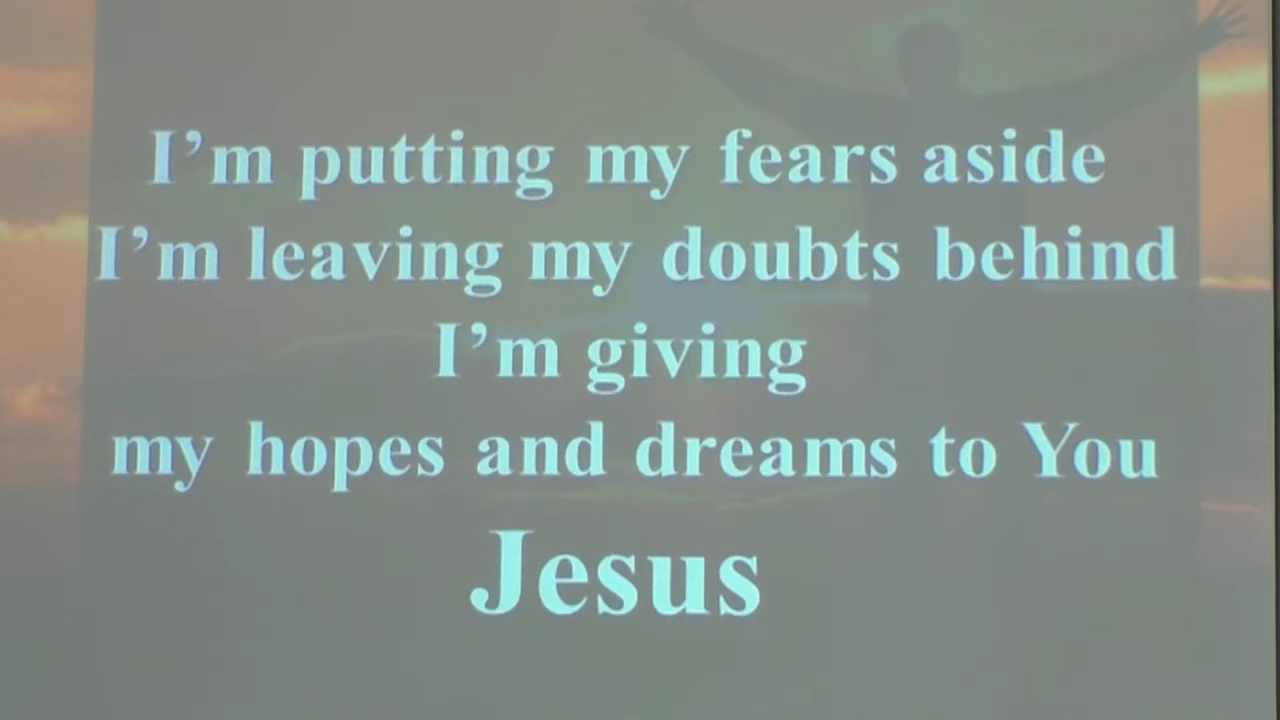 I’m putting my fears aside
I’m leaving my doubts behind
I’m giving
my hopes and dreams to You
Jesus